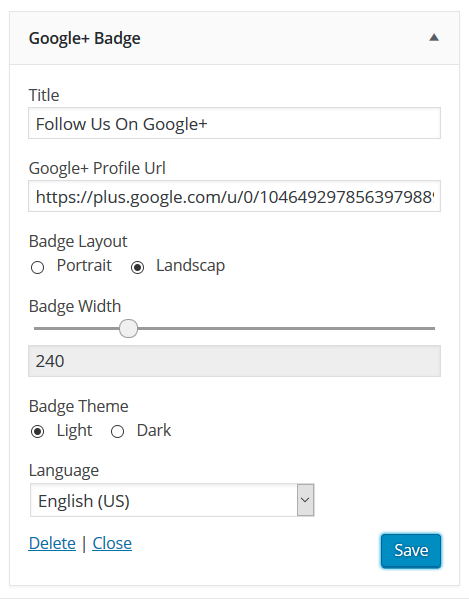 Google+ Badge
Title
Follow Us On Google+
Google+ Profile Url
https://plus.google.com/u/0/104649297856397988
Badge Layout
Portrait Landscap
Badge Width
240
Badge Theme
Light Dark
Language
English (US)
Delete | Close
Save